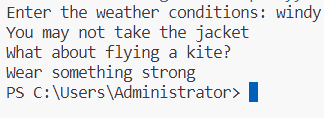 Enter the weather conditions: windy
You may not take the jacket
What about flying a kite?
Wear something strong
PS C:\Users\Administrator>